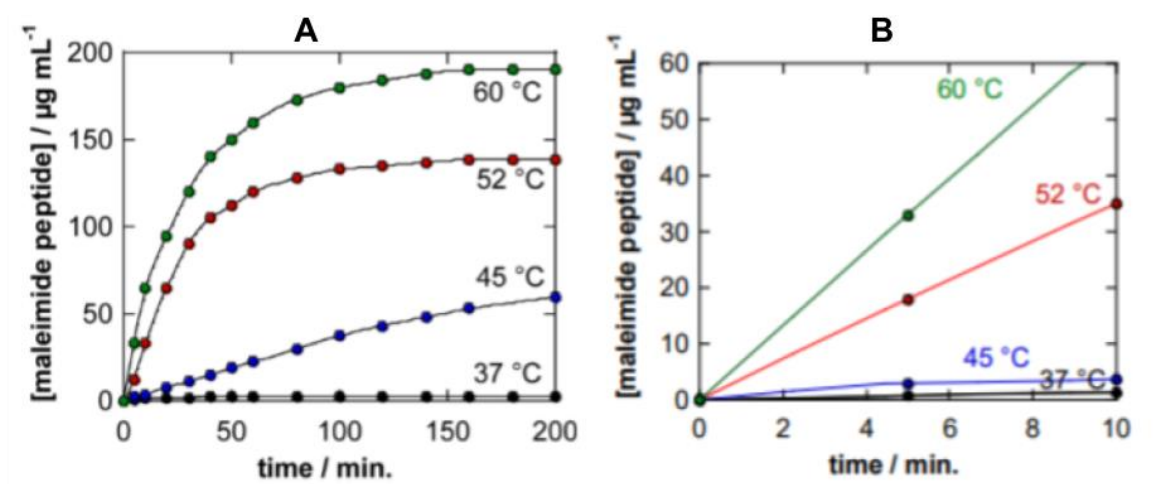 A
[maleimide peptide] / µg mL⁻¹
200
150
100
50
0
60 °C
52 °C
45 °C
37 °C
0 50 100 150 200
time / min.
B
[maleimide peptide] / µg mL⁻¹
60
50
40
30
20
10
0
60 °C
52 °C
45 °C
37 °C
0 2 4 6 8 10
time / min.